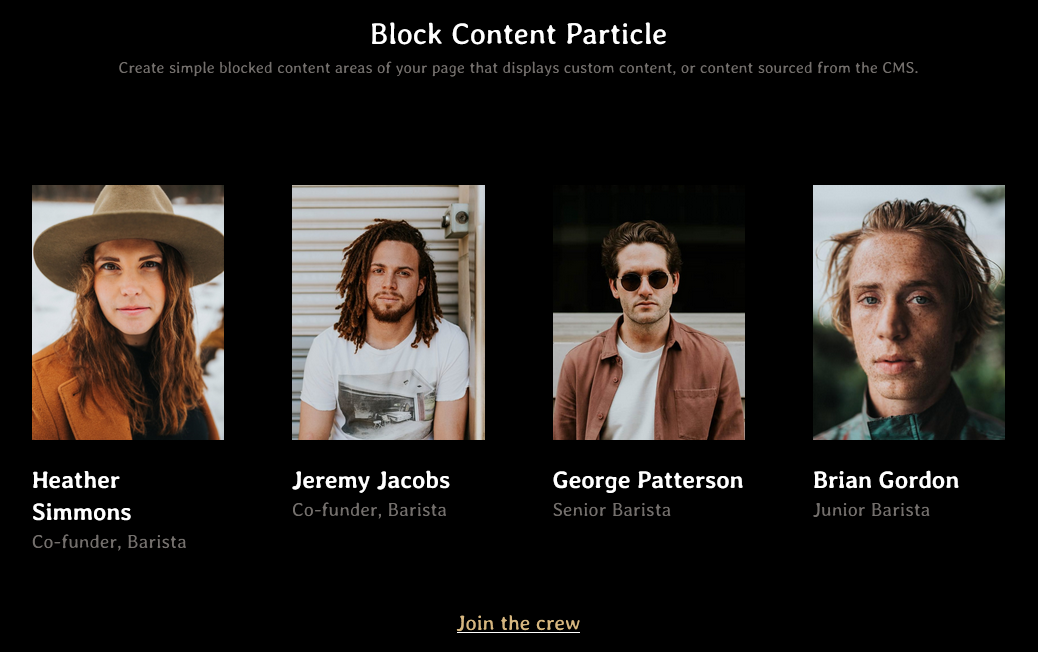 Block Content Particle
Create simple blocked content areas of your page that displays custom content, or content sourced from the CMS.
Heather
Simmons
Co-founder, Barista
Jeremy Jacobs
Co-funder, Barista
George Patterson
Senior Barista
Brian Gordon
Junior Barista
Join the crew